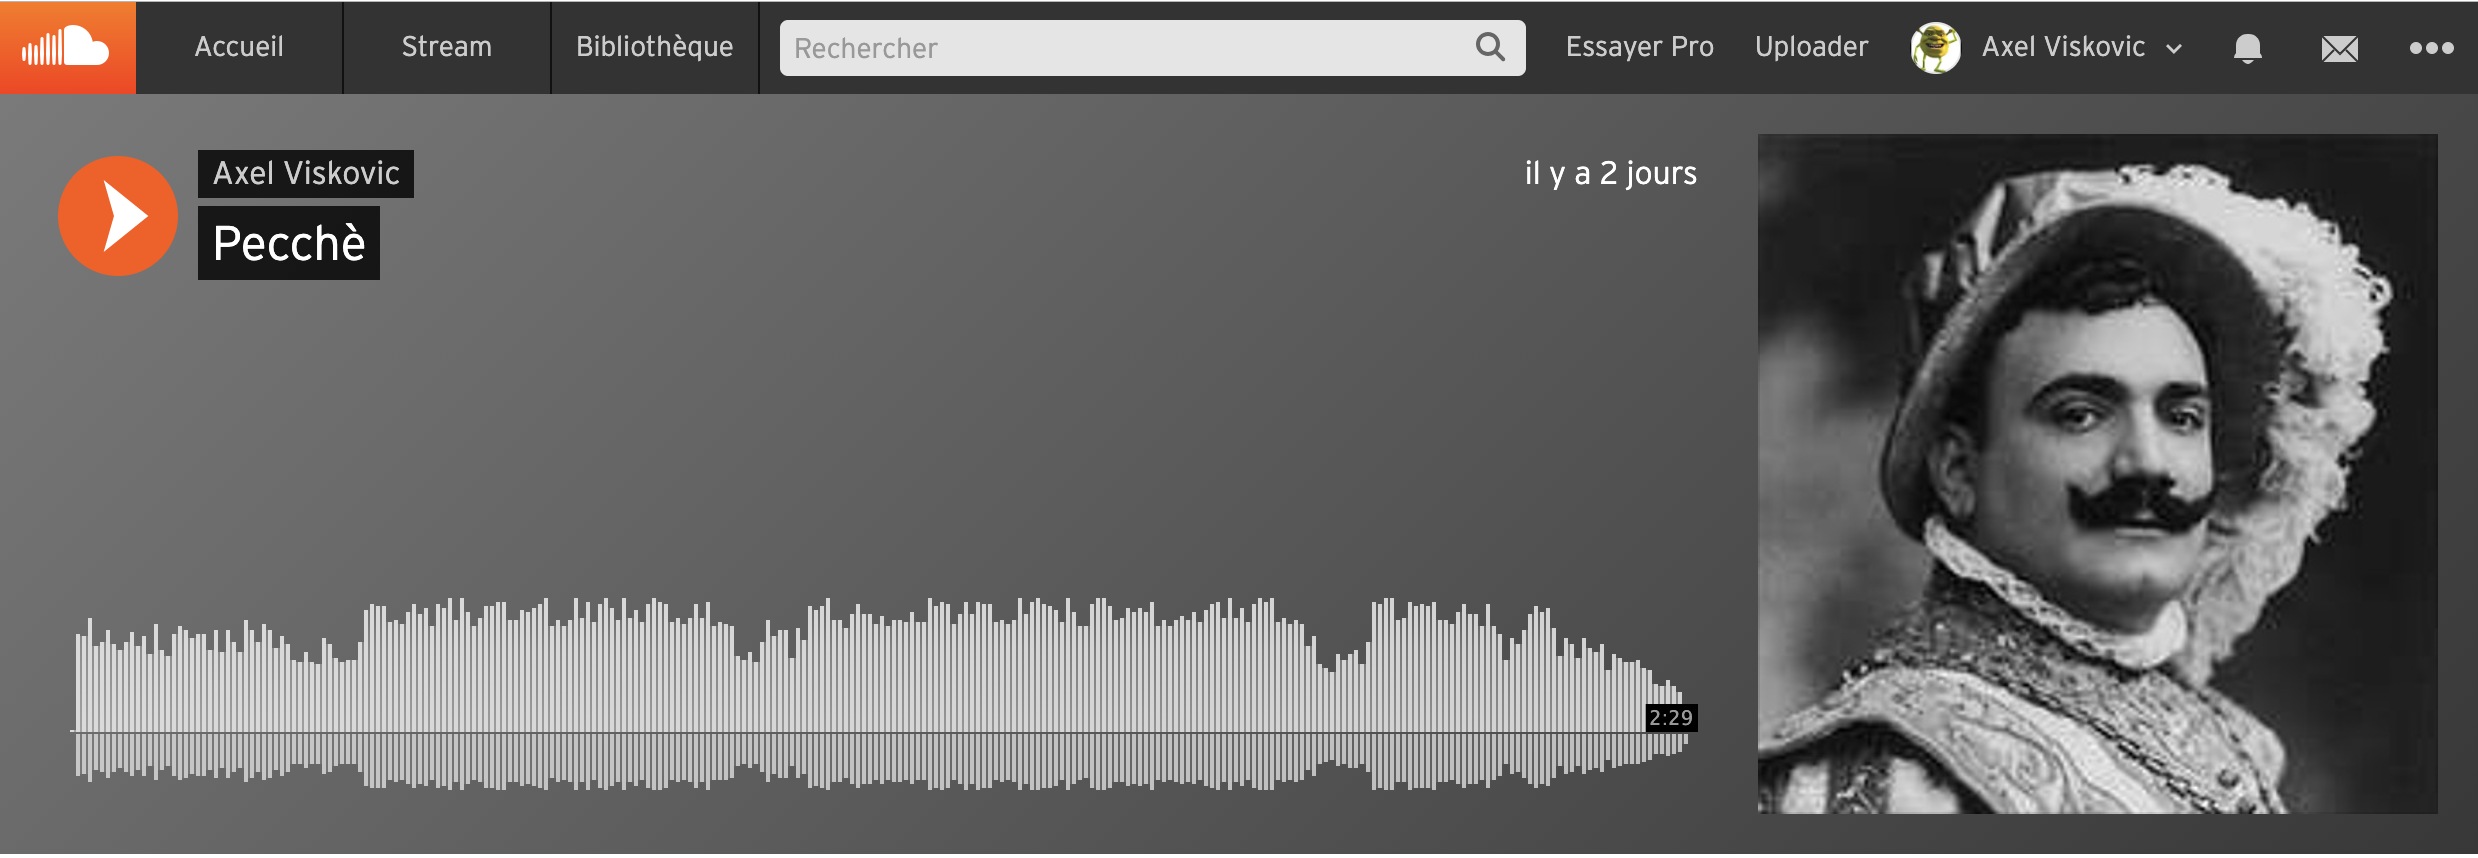 Accueil
Stream
Bibliothèque
Rechercher
Essayer Pro
Uploader
Axel Viskovic
Axel Viskovic
il y a 2 jours
Pecchè
2:29